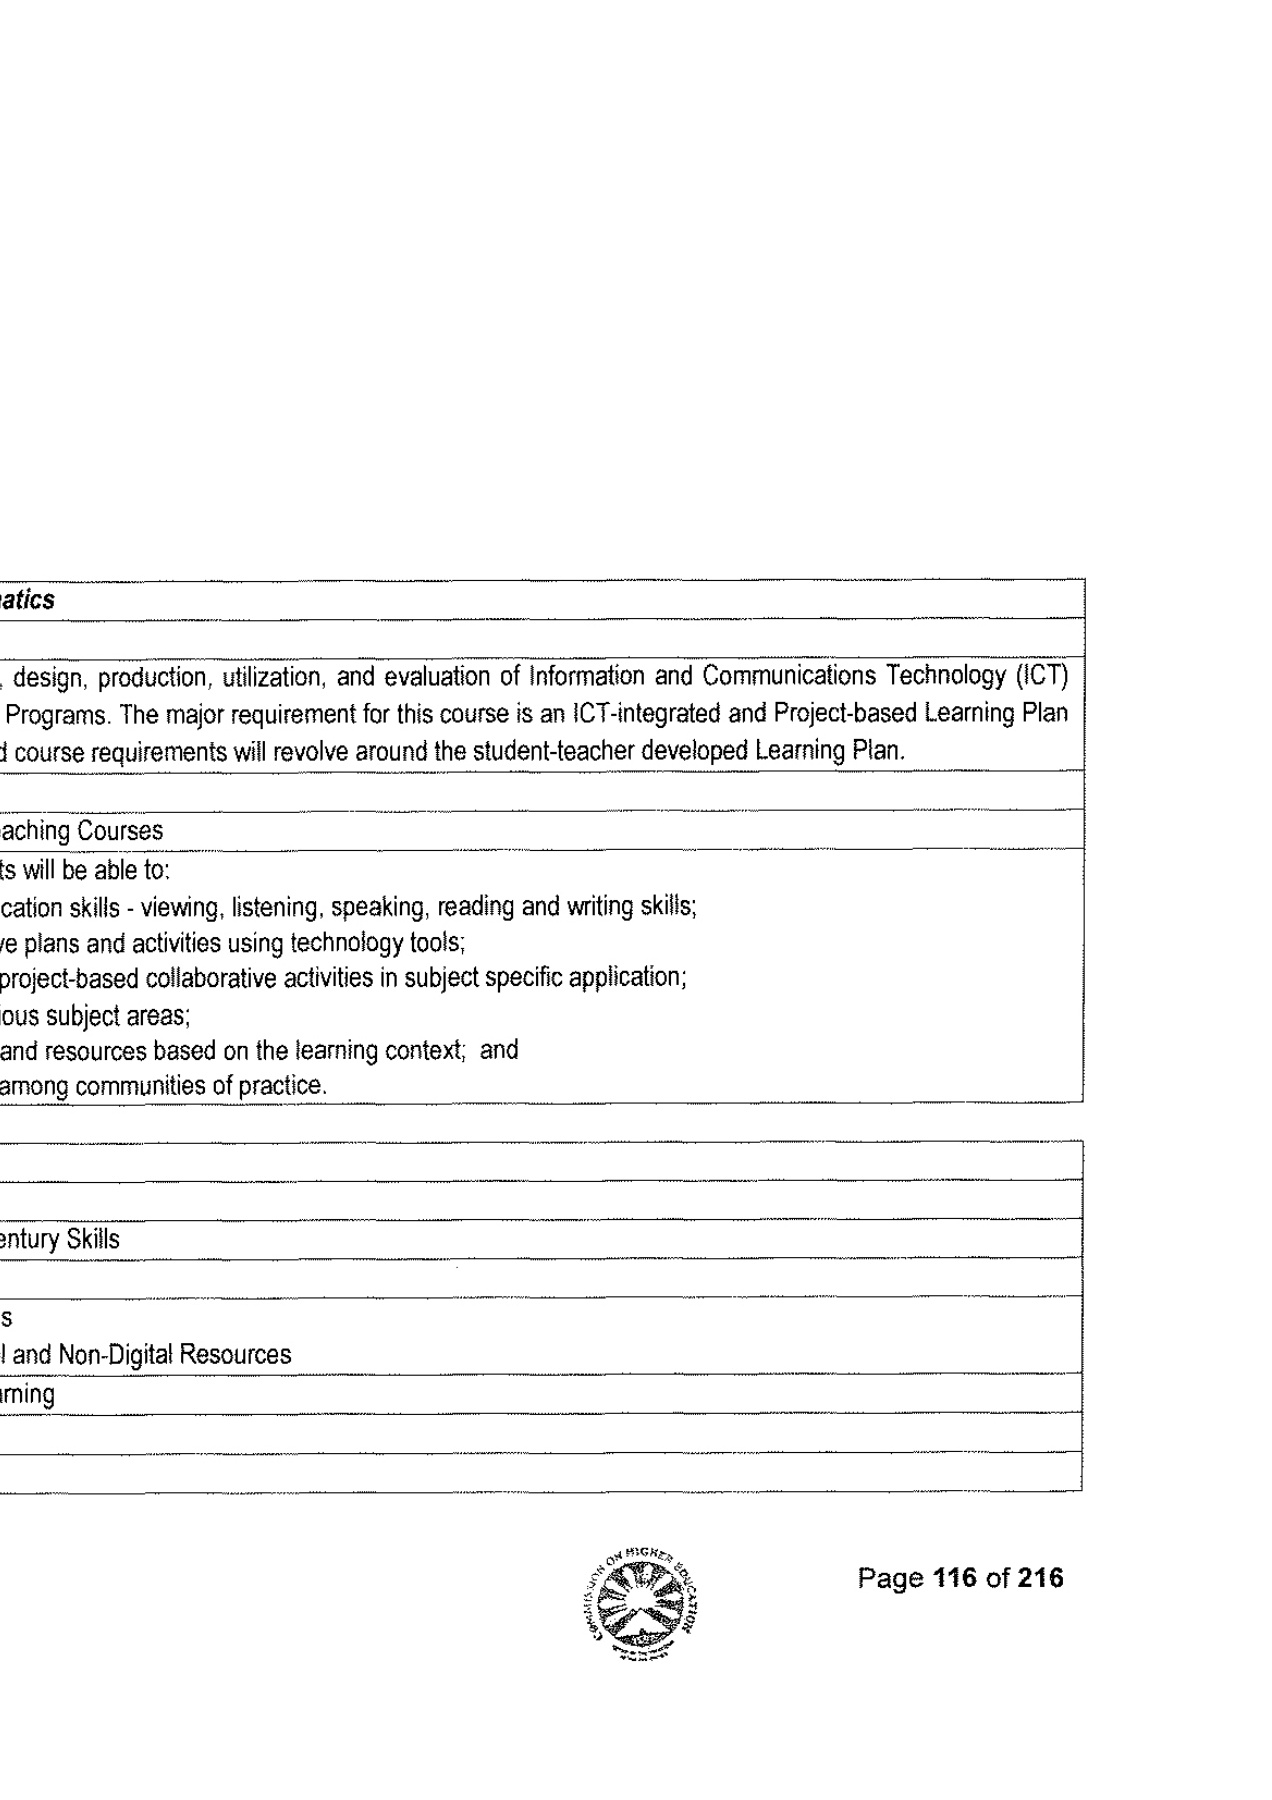 atics
, design, production, utilization, and evaluation of Information and Communications Technology (ICT)
Programs. The major requirement for this course is an ICT-integrated and Project-based Learning Plan
d course requirements will revolve around the student-teacher developed Learning Plan.
aching Courses
ts will be able to:
cation skills - viewing, listening, speaking, reading and writing skills;
ve plans and activities using technology tools;
project-based collaborative activities in subject specific application;
ious subject areas;
and resources based on the learning context; and
among communities of practice.
entury Skills
s
l and Non-Digital Resources
rning
COMMISSION ON HIGHER EDUCATION
Page 116 of 216